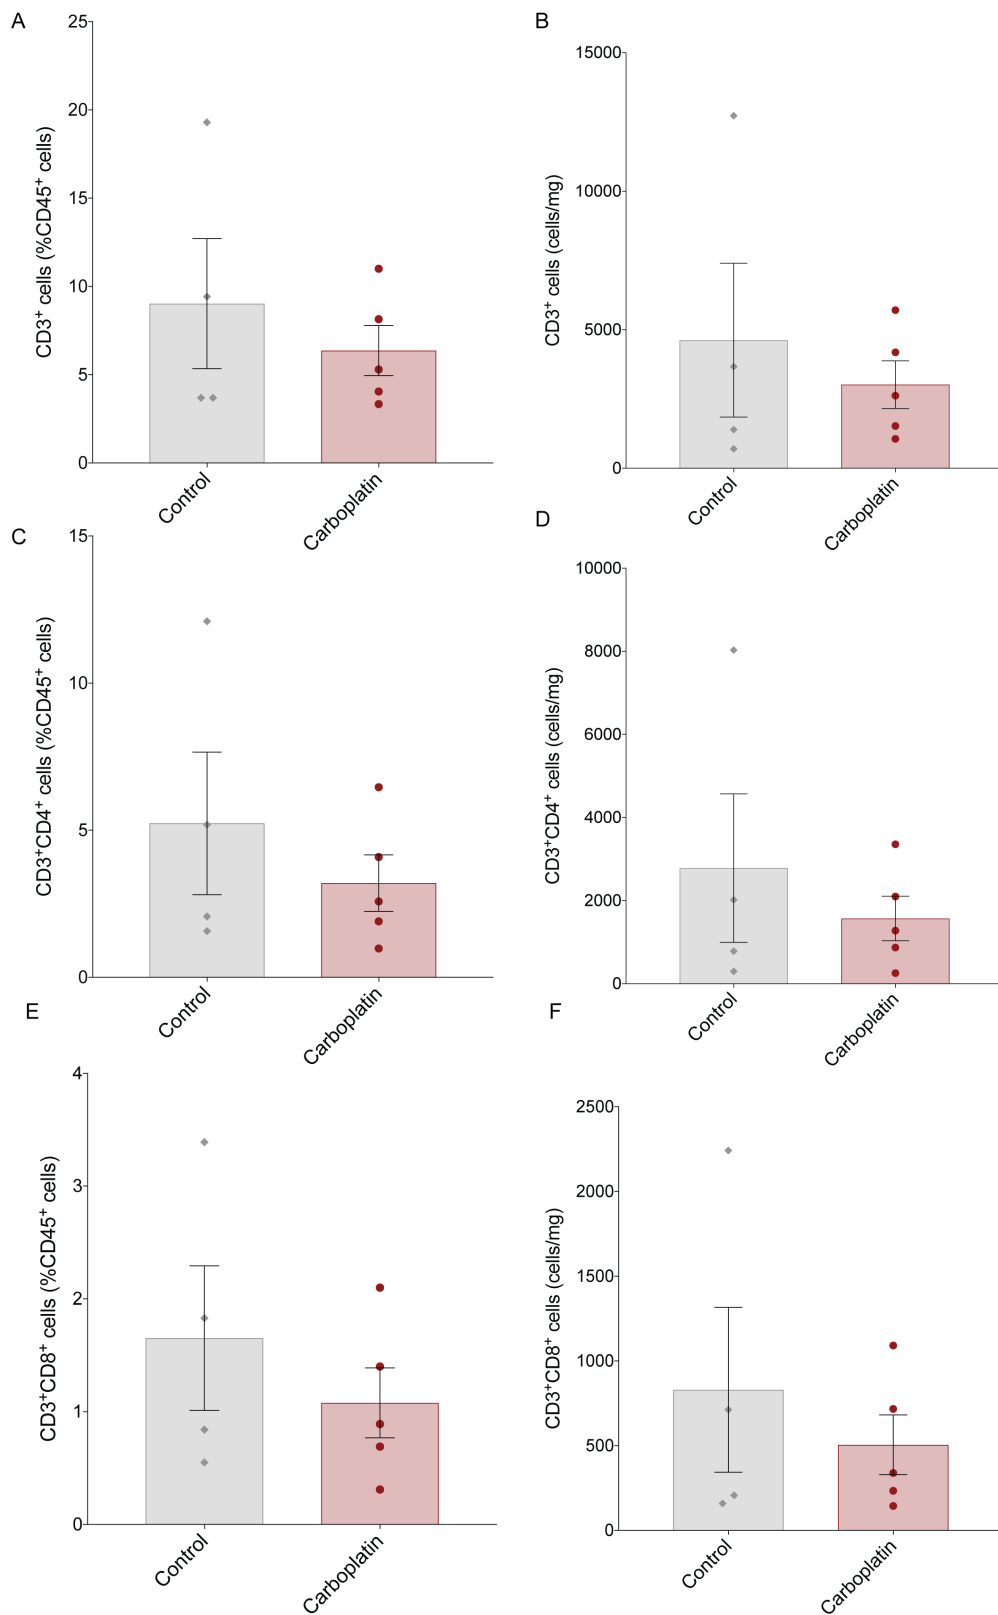 A
25
20
15
10
5
0
CD3⁺ cells (%CD45⁺ cells)
Control
Carboplatin
B
15000
10000
5000
0
CD3⁺ cells (cells/mg)
Control
Carboplatin
C
15
10
5
0
CD3⁺CD4⁺ cells (%CD45⁺ cells)
Control
Carboplatin
D
10000
8000
6000
4000
2000
0
CD3⁺CD4⁺ cells (cells/mg)
Control
Carboplatin
E
4
3
2
1
0
CD3⁺CD8⁺ cells (%CD45⁺ cells)
Control
Carboplatin
F
2500
2000
1500
1000
500
0
CD3⁺CD8⁺ cells (cells/mg)
Control
Carboplatin